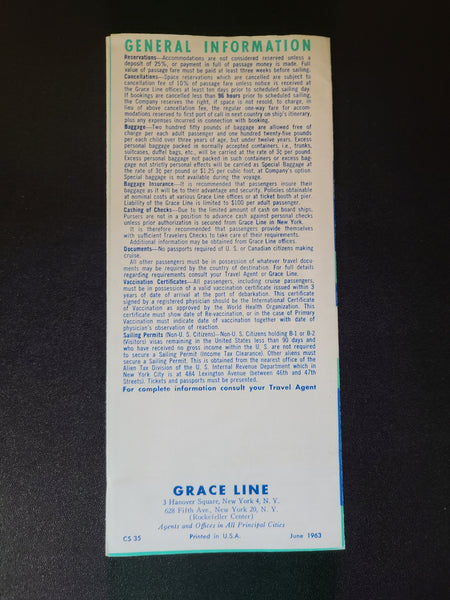 GENERAL INFORMATION
Reservations—Accommodations are not considered reserved unless a
deposit of 25%, or payment in full of passage money is made. Full
value of passage fare must be paid at least three weeks before sailing.
Cancellations—Space reservations which are cancelled are subject to
cancellation fee of 10% of passage fare unless notice is received at
the Grace Line offices at least ten days prior to scheduled sailing day.
If bookings are cancelled less than 96 hours prior to scheduled sailing,
the Company reserves the right, if space is not resold, to charge, in
lieu of above cancellation fee, the regular one-way fare for accom-
modations reserved to first port of call in next country on ship's itinerary,
plus any expenses incurred in connection with booking.
Baggage—Two hundred fifty pounds of baggage are allowed free of
charge per each adult passenger and one hundred twenty-five pounds
per each child over three years of age, but under twelve years. Excess
personal baggage packed in normally accepted containers, i.e., trunks,
suitcases, duffel bags, etc., will be carried at the rate of 3¢ per pound.
Excess personal baggage not packed in such containers or excess bag-
gage not strictly personal effects will be carried as Special Baggage at
the rate of 3¢ per pound or $1.25 per cubic foot, at Company's option.
Special baggage is not available during the voyage.
Baggage Insurance—It is recommended that passengers insure their
baggage as it will be to their advantage and security. Policies obtainable
at nominal costs at various Grace Line offices or at ticket booth at pier.
Liability of the Grace Line is limited to $100 per adult passenger.
Cashing of Checks—Due to the limited amount of cash on board ships,
Pursers are not in a position to advance cash against personal checks
unless prior authorization is secured from Grace Line in New York.
It is therefore recommended that passengers provide themselves
with sufficient Travelers Checks to take care of their requirements.
Additional information may be obtained from Grace Line offices.
Documents—No passports required of U. S. or Canadian citizens making
cruise.
All other passengers must be in possession of whatever travel docu-
ments may be required by the country of destination. For full details
regarding requirements consult your Travel Agent or Grace Line.
Vaccination Certificates—All passengers, including cruise passengers,
must be in possession of a valid vaccination certificate issued within 3
years of date of arrival at the port of debarkation. This certificate
signed by a registered physician should be the International Certificate
of Vaccination as approved by the World Health Organization. This
certificate must show date of Re-vaccination, or in the case of Primary
Vaccination must indicate date of vaccination together with date of
physician's observation of reaction.
Sailing Permits (Non-U. S. Citizens)—Non-U. S. Citizens holding B-1 or B-2
(Visitors) visas remaining in the United States less than 90 days and
who have received no gross income within the U. S. are not required
to secure a Sailing Permit (Income Tax Clearance). Other aliens must
secure a Sailing Permit. This is obtained from the nearest office of the
Alien Tax Division of the U. S. Internal Revenue Department which in
New York City is at 484 Lexington Avenue (between 46th and 47th
Streets). Tickets and passports must be presented.
For complete information consult your Travel Agent
GRACE LINE
3 Hanover Square, New York 4, N. Y.
628 Fifth Ave., New York 20, N. Y.
(Rockefeller Center)
Agents and Offices in All Principal Cities
CS 35 Printed in U.S.A. June 1963